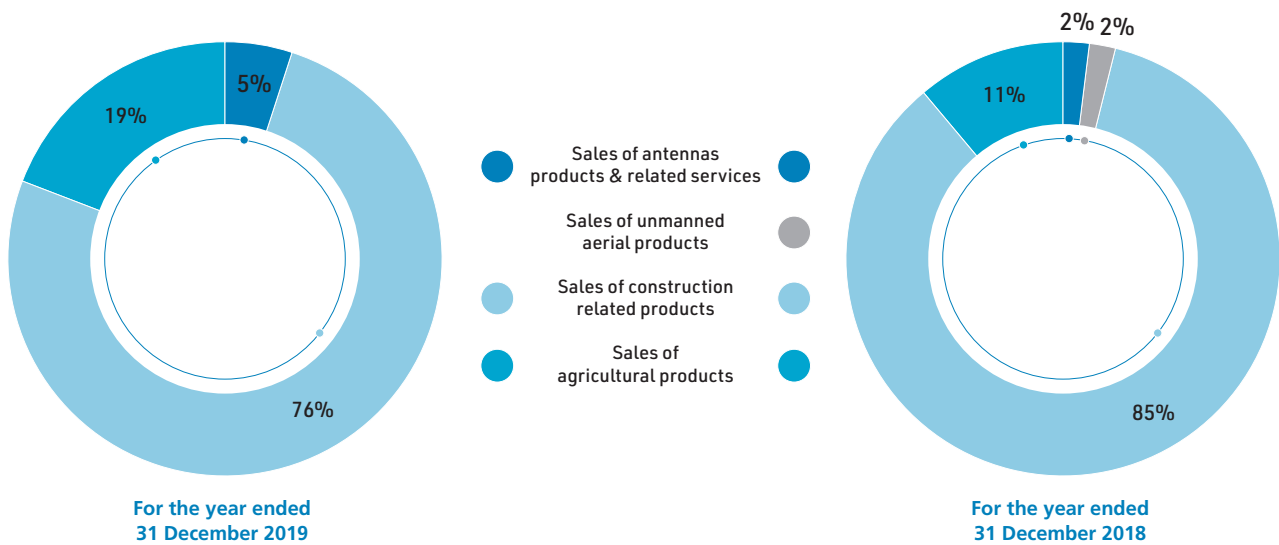 2% 2%
5%
19%
11%
Sales of antennas
products & related services
Sales of unmanned
aerial products
Sales of construction
related products
Sales of
agricultural products
76%
85%
For the year ended
31 December 2019
For the year ended
31 December 2018